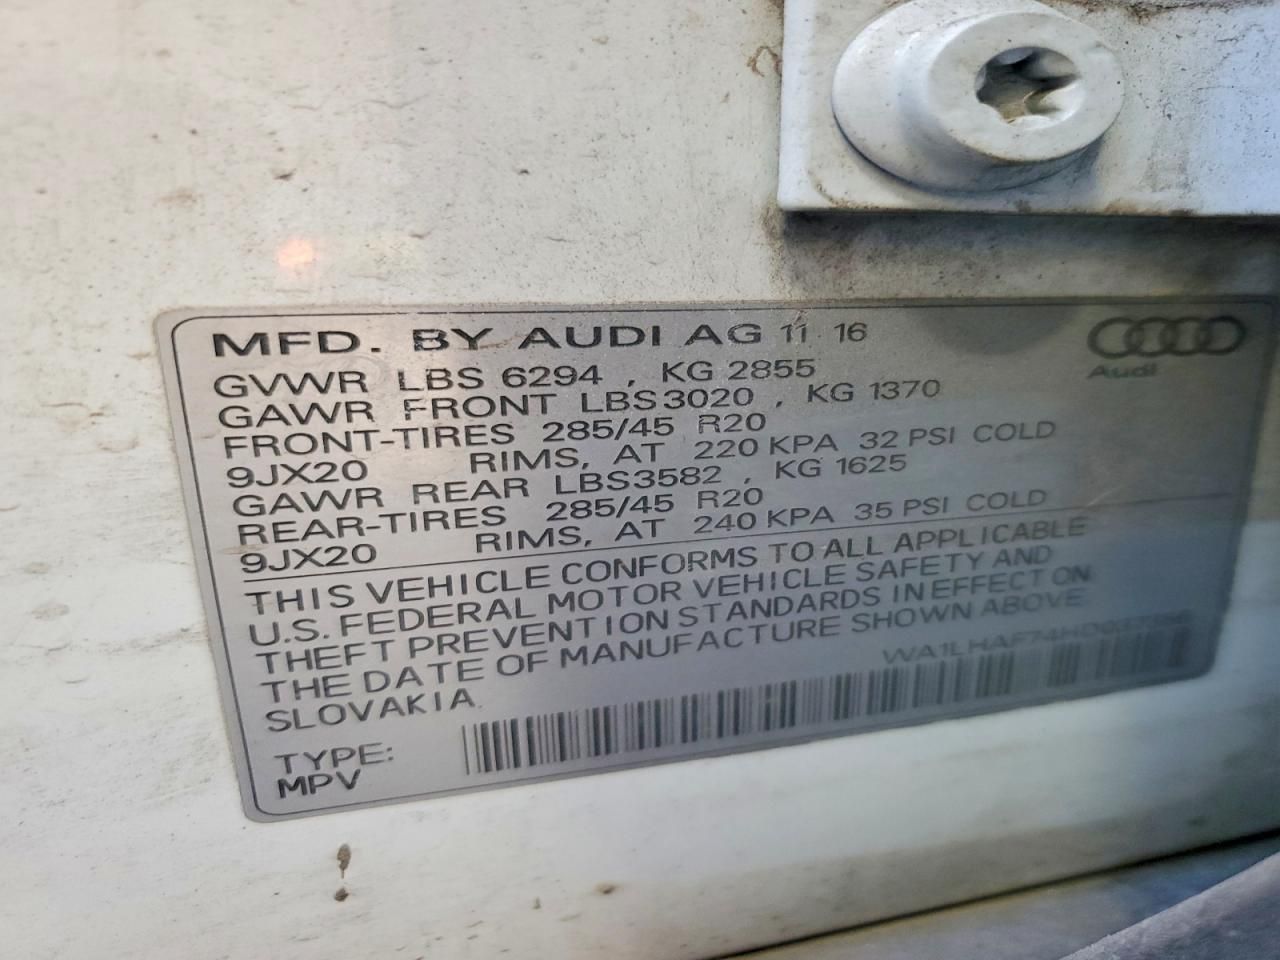 MFD. BY AUDI AG 11 16
Audi
GVWR LBS 6294 , KG 2855
GAWR FRONT LBS 3020 , KG 1370
FRONT-TIRES 285/45 R20
9JX20 RIMS, AT 220 KPA 32 PSI COLD
GAWR REAR LBS3582 , KG 1625
REAR-TIRES 285/45 R20
9JX20 RIMS, AT 240 KPA 35 PSI COLD
THIS VEHICLE CONFORMS TO ALL APPLICABLE
U.S. FEDERAL MOTOR VEHICLE SAFETY AND
THEFT PREVENTION STANDARDS IN EFFECT ON
THE DATE OF MANUFACTURE SHOWN ABOVE
SLOVAKIA
TYPE:
MPV